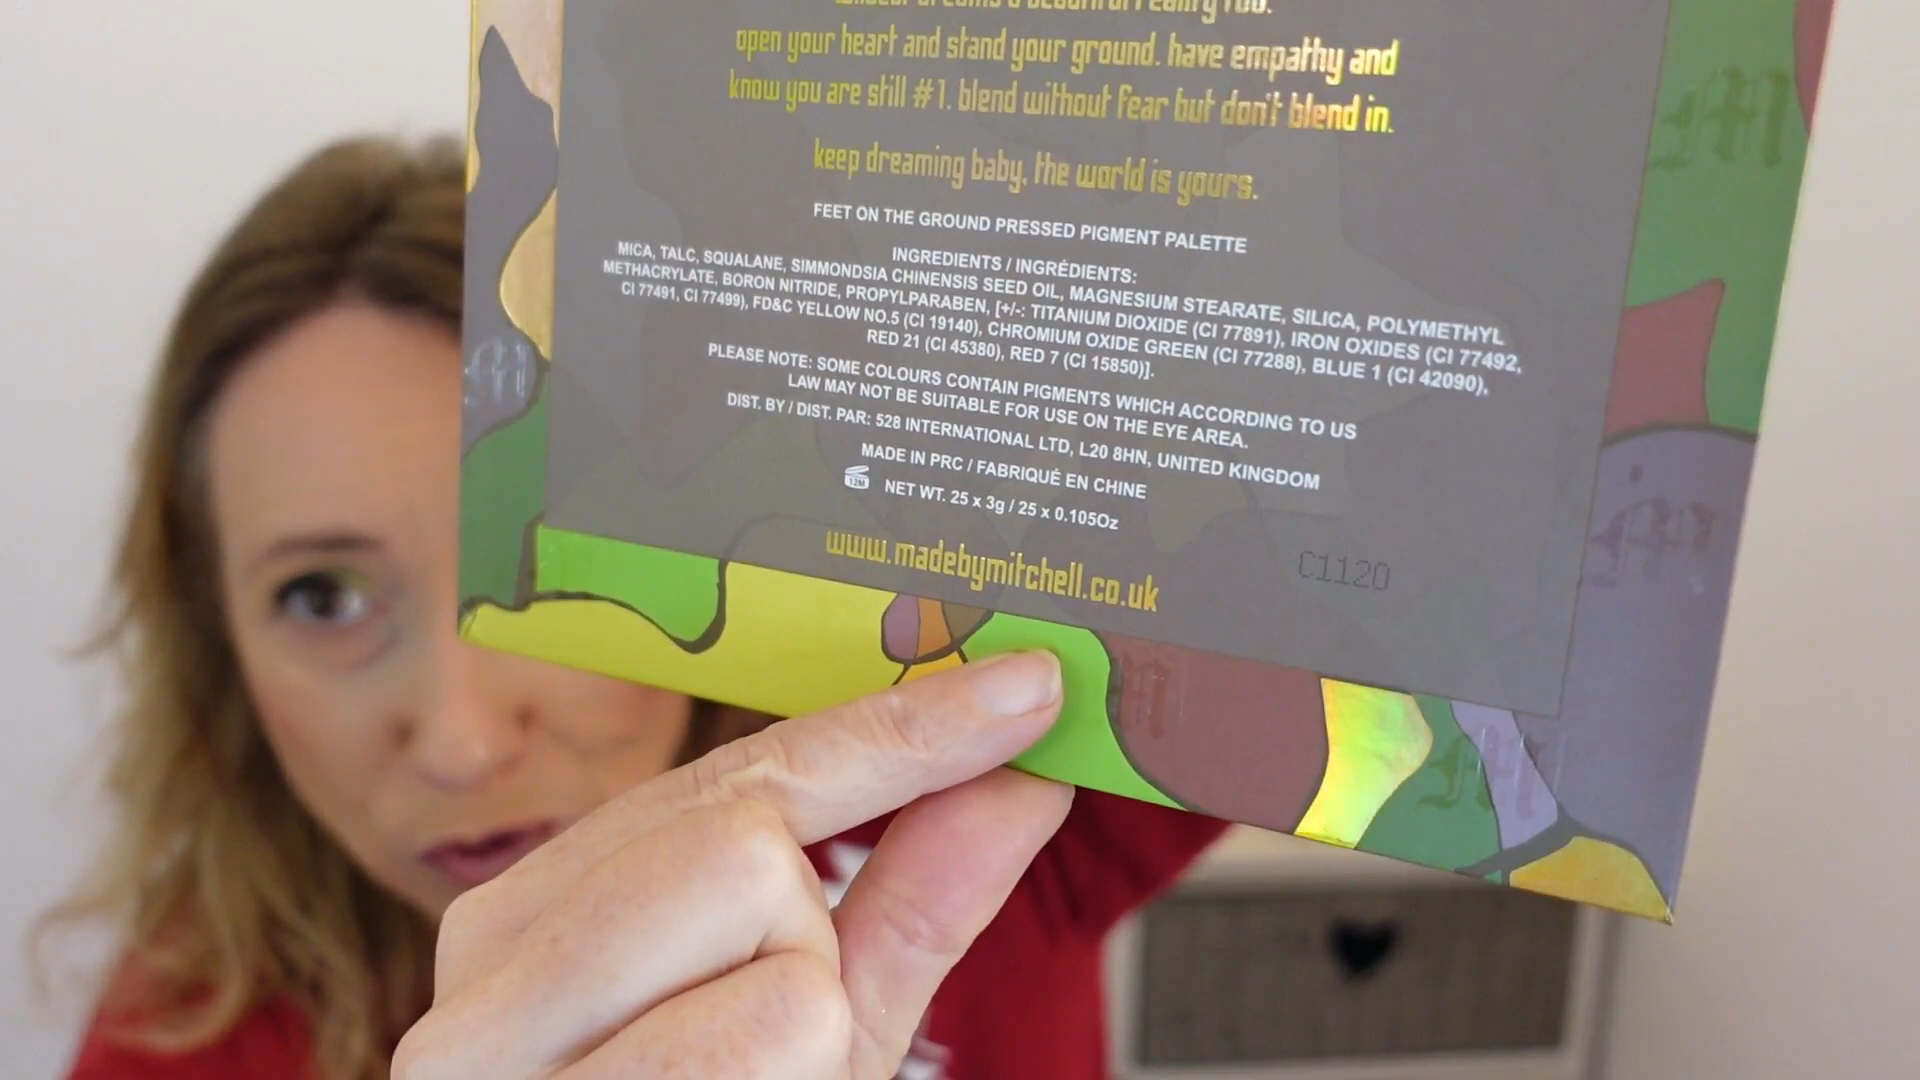 open your heart and stand your ground. have empathy and
know you are still #1. blend without fear but don't blend in.
keep dreaming baby, the world is yours.
FEET ON THE GROUND PRESSED PIGMENT PALETTE
INGREDIENTS / INGRÉDIENTS:
MICA, TALC, SQUALANE, SIMMONDSIA CHINENSIS SEED OIL, MAGNESIUM STEARATE, SILICA, POLYMETHYL
METHACRYLATE, BORON NITRIDE, PROPYLPARABEN, [+/-: TITANIUM DIOXIDE (CI 77891), IRON OXIDES (CI 77492,
CI 77491, CI 77499), FD&C YELLOW NO.5 (CI 19140), CHROMIUM OXIDE GREEN (CI 77288), BLUE 1 (CI 42090),
RED 21 (CI 45380), RED 7 (CI 15850)].
PLEASE NOTE: SOME COLOURS CONTAIN PIGMENTS WHICH ACCORDING TO US
LAW MAY NOT BE SUITABLE FOR USE ON THE EYE AREA.
DIST. BY / DIST. PAR: 528 INTERNATIONAL LTD, L20 8HN, UNITED KINGDOM
MADE IN PRC / FABRIQUÉ EN CHINE
12M
NET WT. 25 x 3g / 25 x 0.105Oz
www.madebymitchell.co.uk
C1120